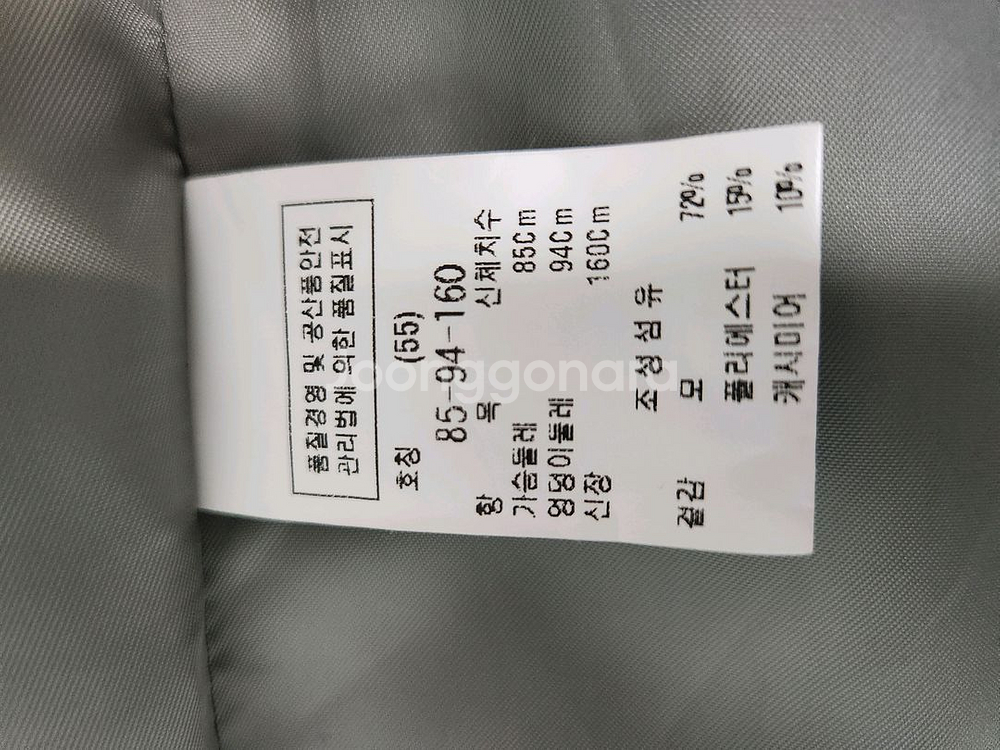 품질경영 및 공산품안전
관리법에 의한 품질표시
호칭 (55)
85-94-160
항 목 신체치수
가슴둘레 85Cm
엉덩이둘레 94Cm
신장 160Cm
조성섬유
겉감 모 72%
폴리에스터 15%
캐시미어 10%
joonggonara